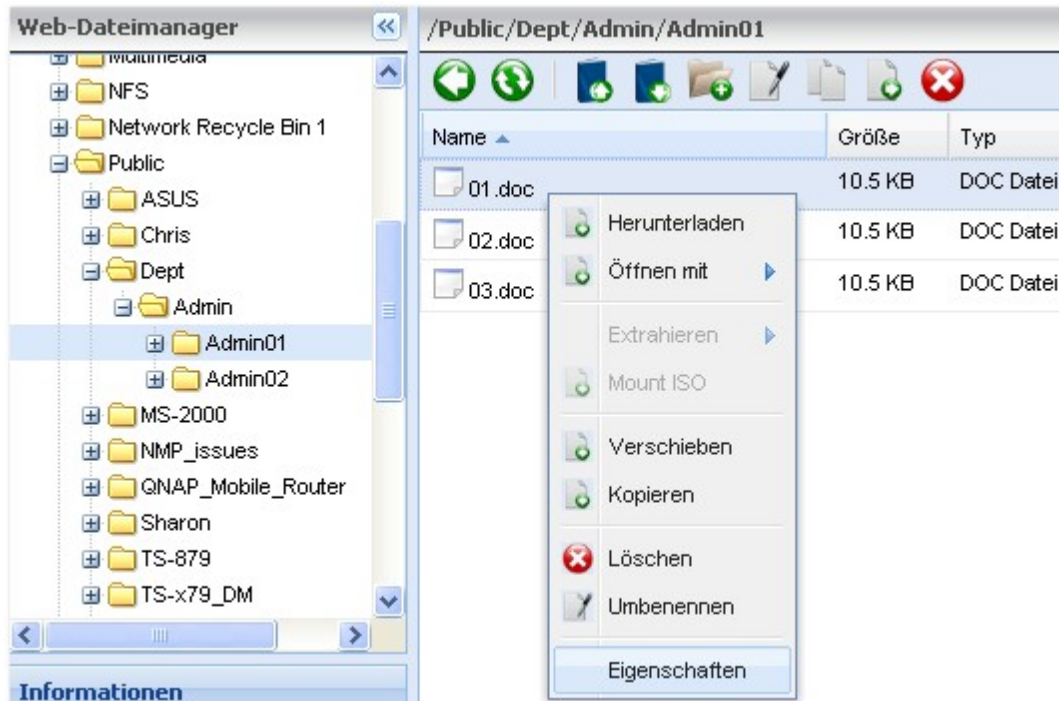 Web-Dateimanager
Multimedia
NFS
Network Recycle Bin 1
Public
ASUS
Chris
Dept
Admin
Admin01
Admin02
MS-2000
NMP_issues
QNAP_Mobile_Router
Sharon
TS-879
TS-x79_DM
Informationen
/Public/Dept/Admin/Admin01
Name Größe Typ
01.doc 10.5 KB DOC Datei
02.doc 10.5 KB DOC Datei
03.doc 10.5 KB DOC Datei
Herunterladen
Öffnen mit
Extrahieren
Mount ISO
Verschieben
Kopieren
Löschen
Umbenennen
Eigenschaften